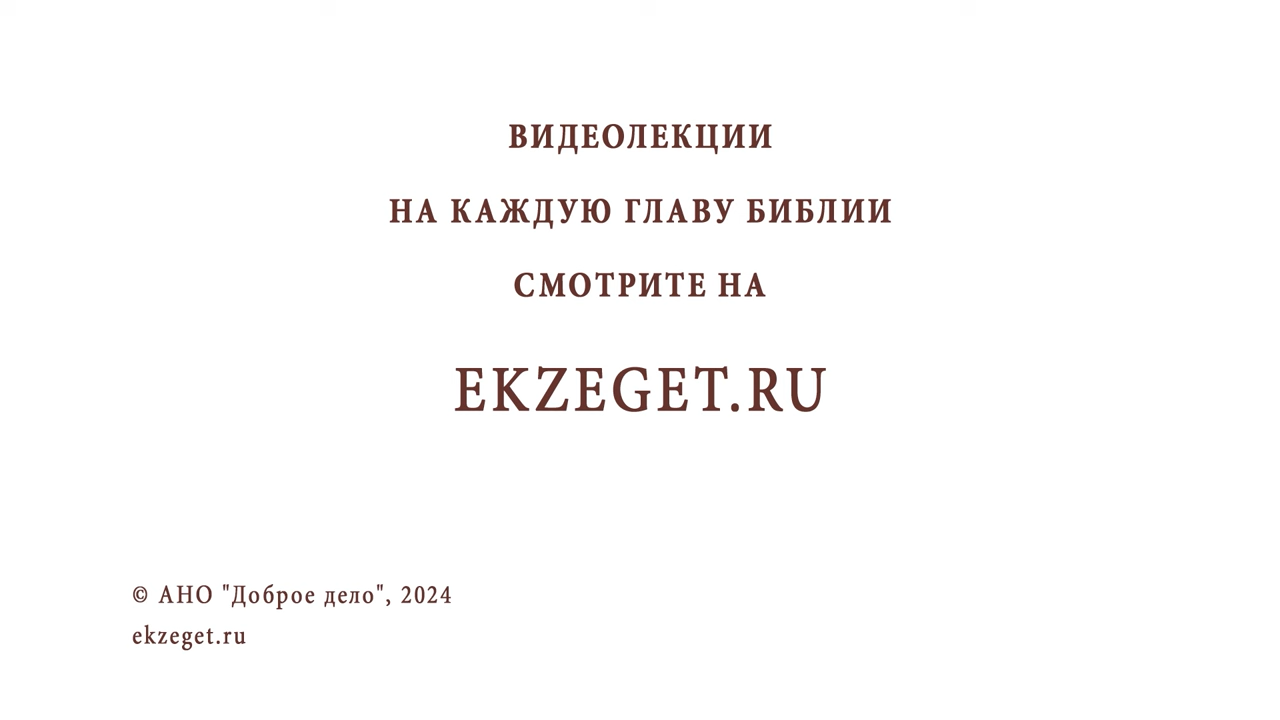 ВИДЕОЛЕКЦИИ
НА КАЖДУЮ ГЛАВУ БИБЛИИ
СМОТРИТЕ НА
EKZEGET.RU
© АНО "Доброе дело", 2024
ekzeget.ru